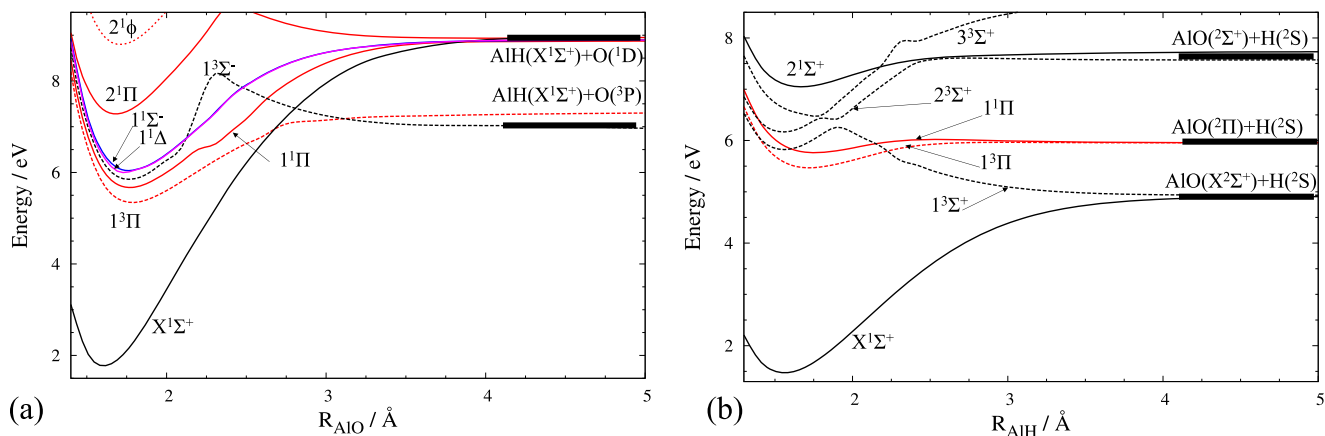 2¹ϕ
8
6
4
2
Energy / eV
2¹Π
1¹Σ⁻
1¹Δ
1³Π
1³Σ⁻
1¹Π
X¹Σ⁺
AlH(X¹Σ⁺)+O(¹D)
AlH(X¹Σ⁺)+O(³P)
2 3 4 5
R_AlO / Å
(a)
8
6
4
2
Energy / eV
3³Σ⁺
2¹Σ⁺
2³Σ⁺
1¹Π
1³Π
1³Σ⁺
X¹Σ⁺
AlO(²Σ⁺)+H(²S)
AlO(²Π)+H(²S)
AlO(X²Σ⁺)+H(²S)
2 3 4 5
R_AlH / Å
(b)